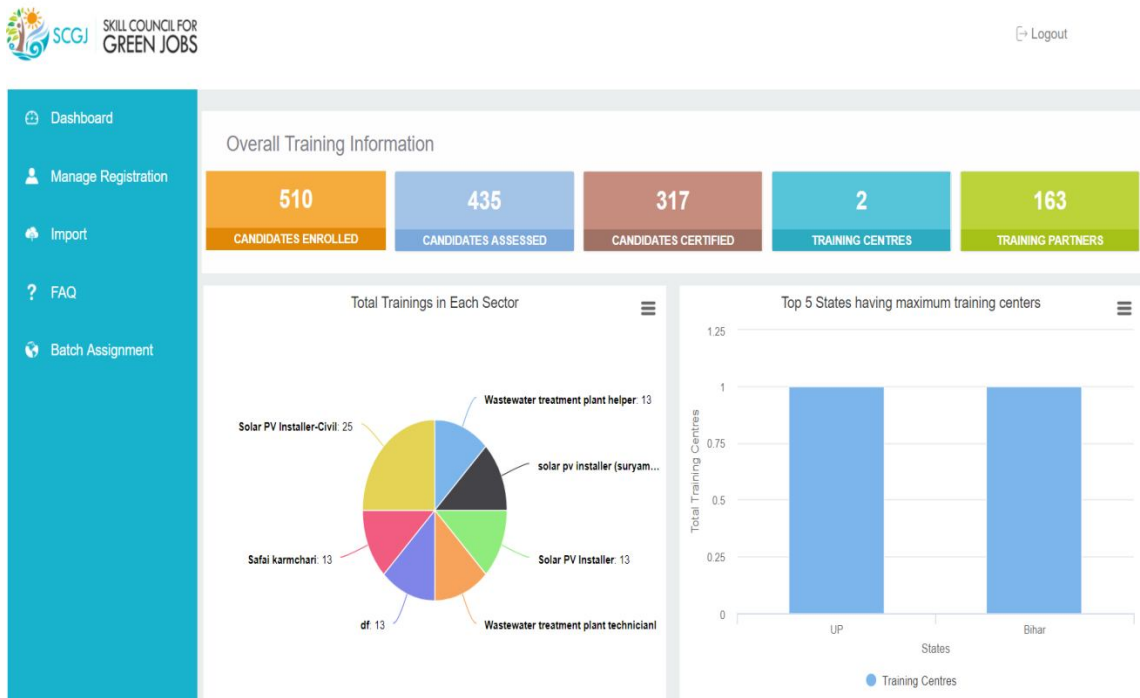 SCGJ
SKILL COUNCIL FOR
GREEN JOBS
Logout
Dashboard
Manage Registration
Import
FAQ
Batch Assignment
Overall Training Information
510
CANDIDATES ENROLLED
435
CANDIDATES ASSESSED
317
CANDIDATES CERTIFIED
2
TRAINING CENTRES
163
TRAINING PARTNERS
Total Trainings in Each Sector
Wastewater treatment plant helper: 13
Solar PV Installer-Civil: 25
solar pv installer (suryam...
Safai karmchari: 13
Solar PV Installer: 13
df: 13
Wastewater treatment plant technicianl
Top 5 States having maximum training centers
1.25
1
0.75
0.5
0.25
0
Total Training Centres
UP
Bihar
States
Training Centres